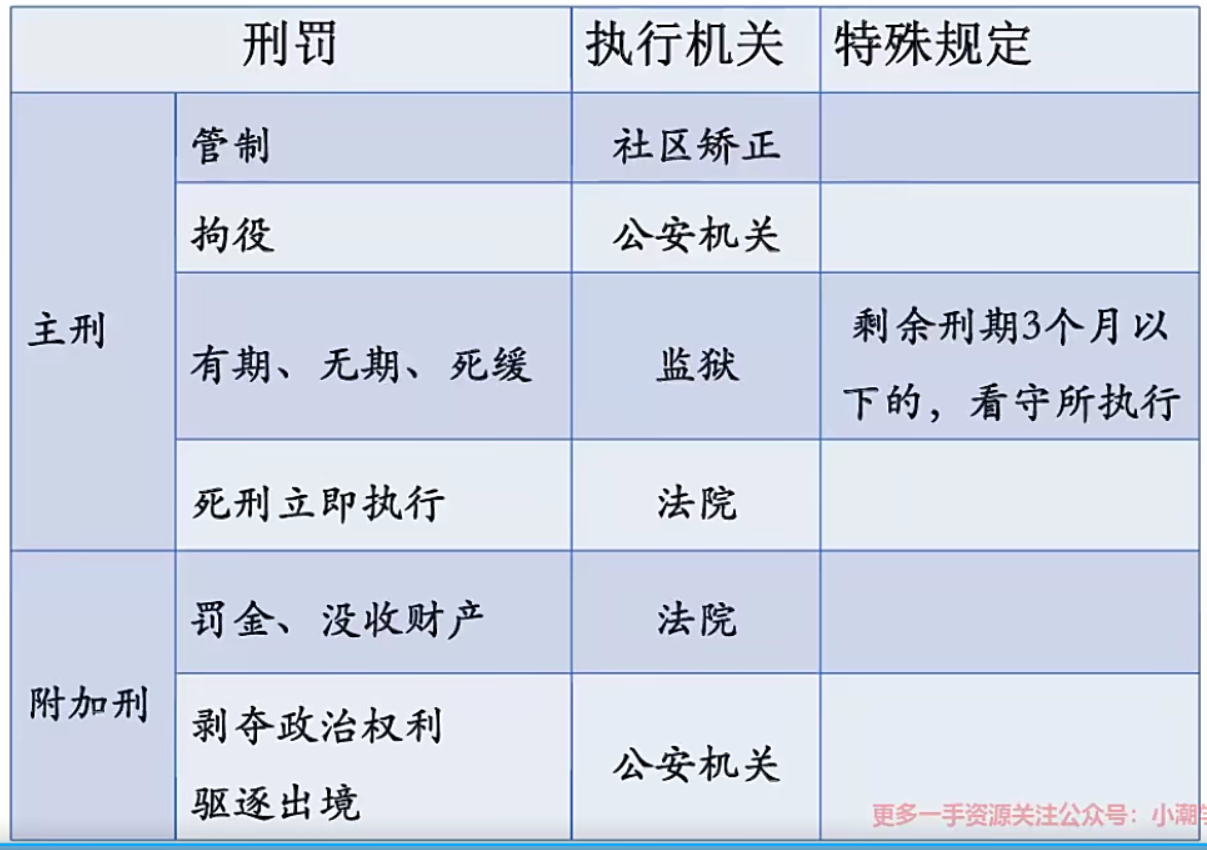 刑罚 执行机关 特殊规定
主刑
管制 社区矫正
拘役 公安机关
有期、无期、死缓 监狱
剩余刑期3个月以
下的，看守所执行
死刑立即执行 法院
附加刑
罚金、没收财产 法院
剥夺政治权利
驱逐出境
公安机关
更多一手资源关注公众号：小潮